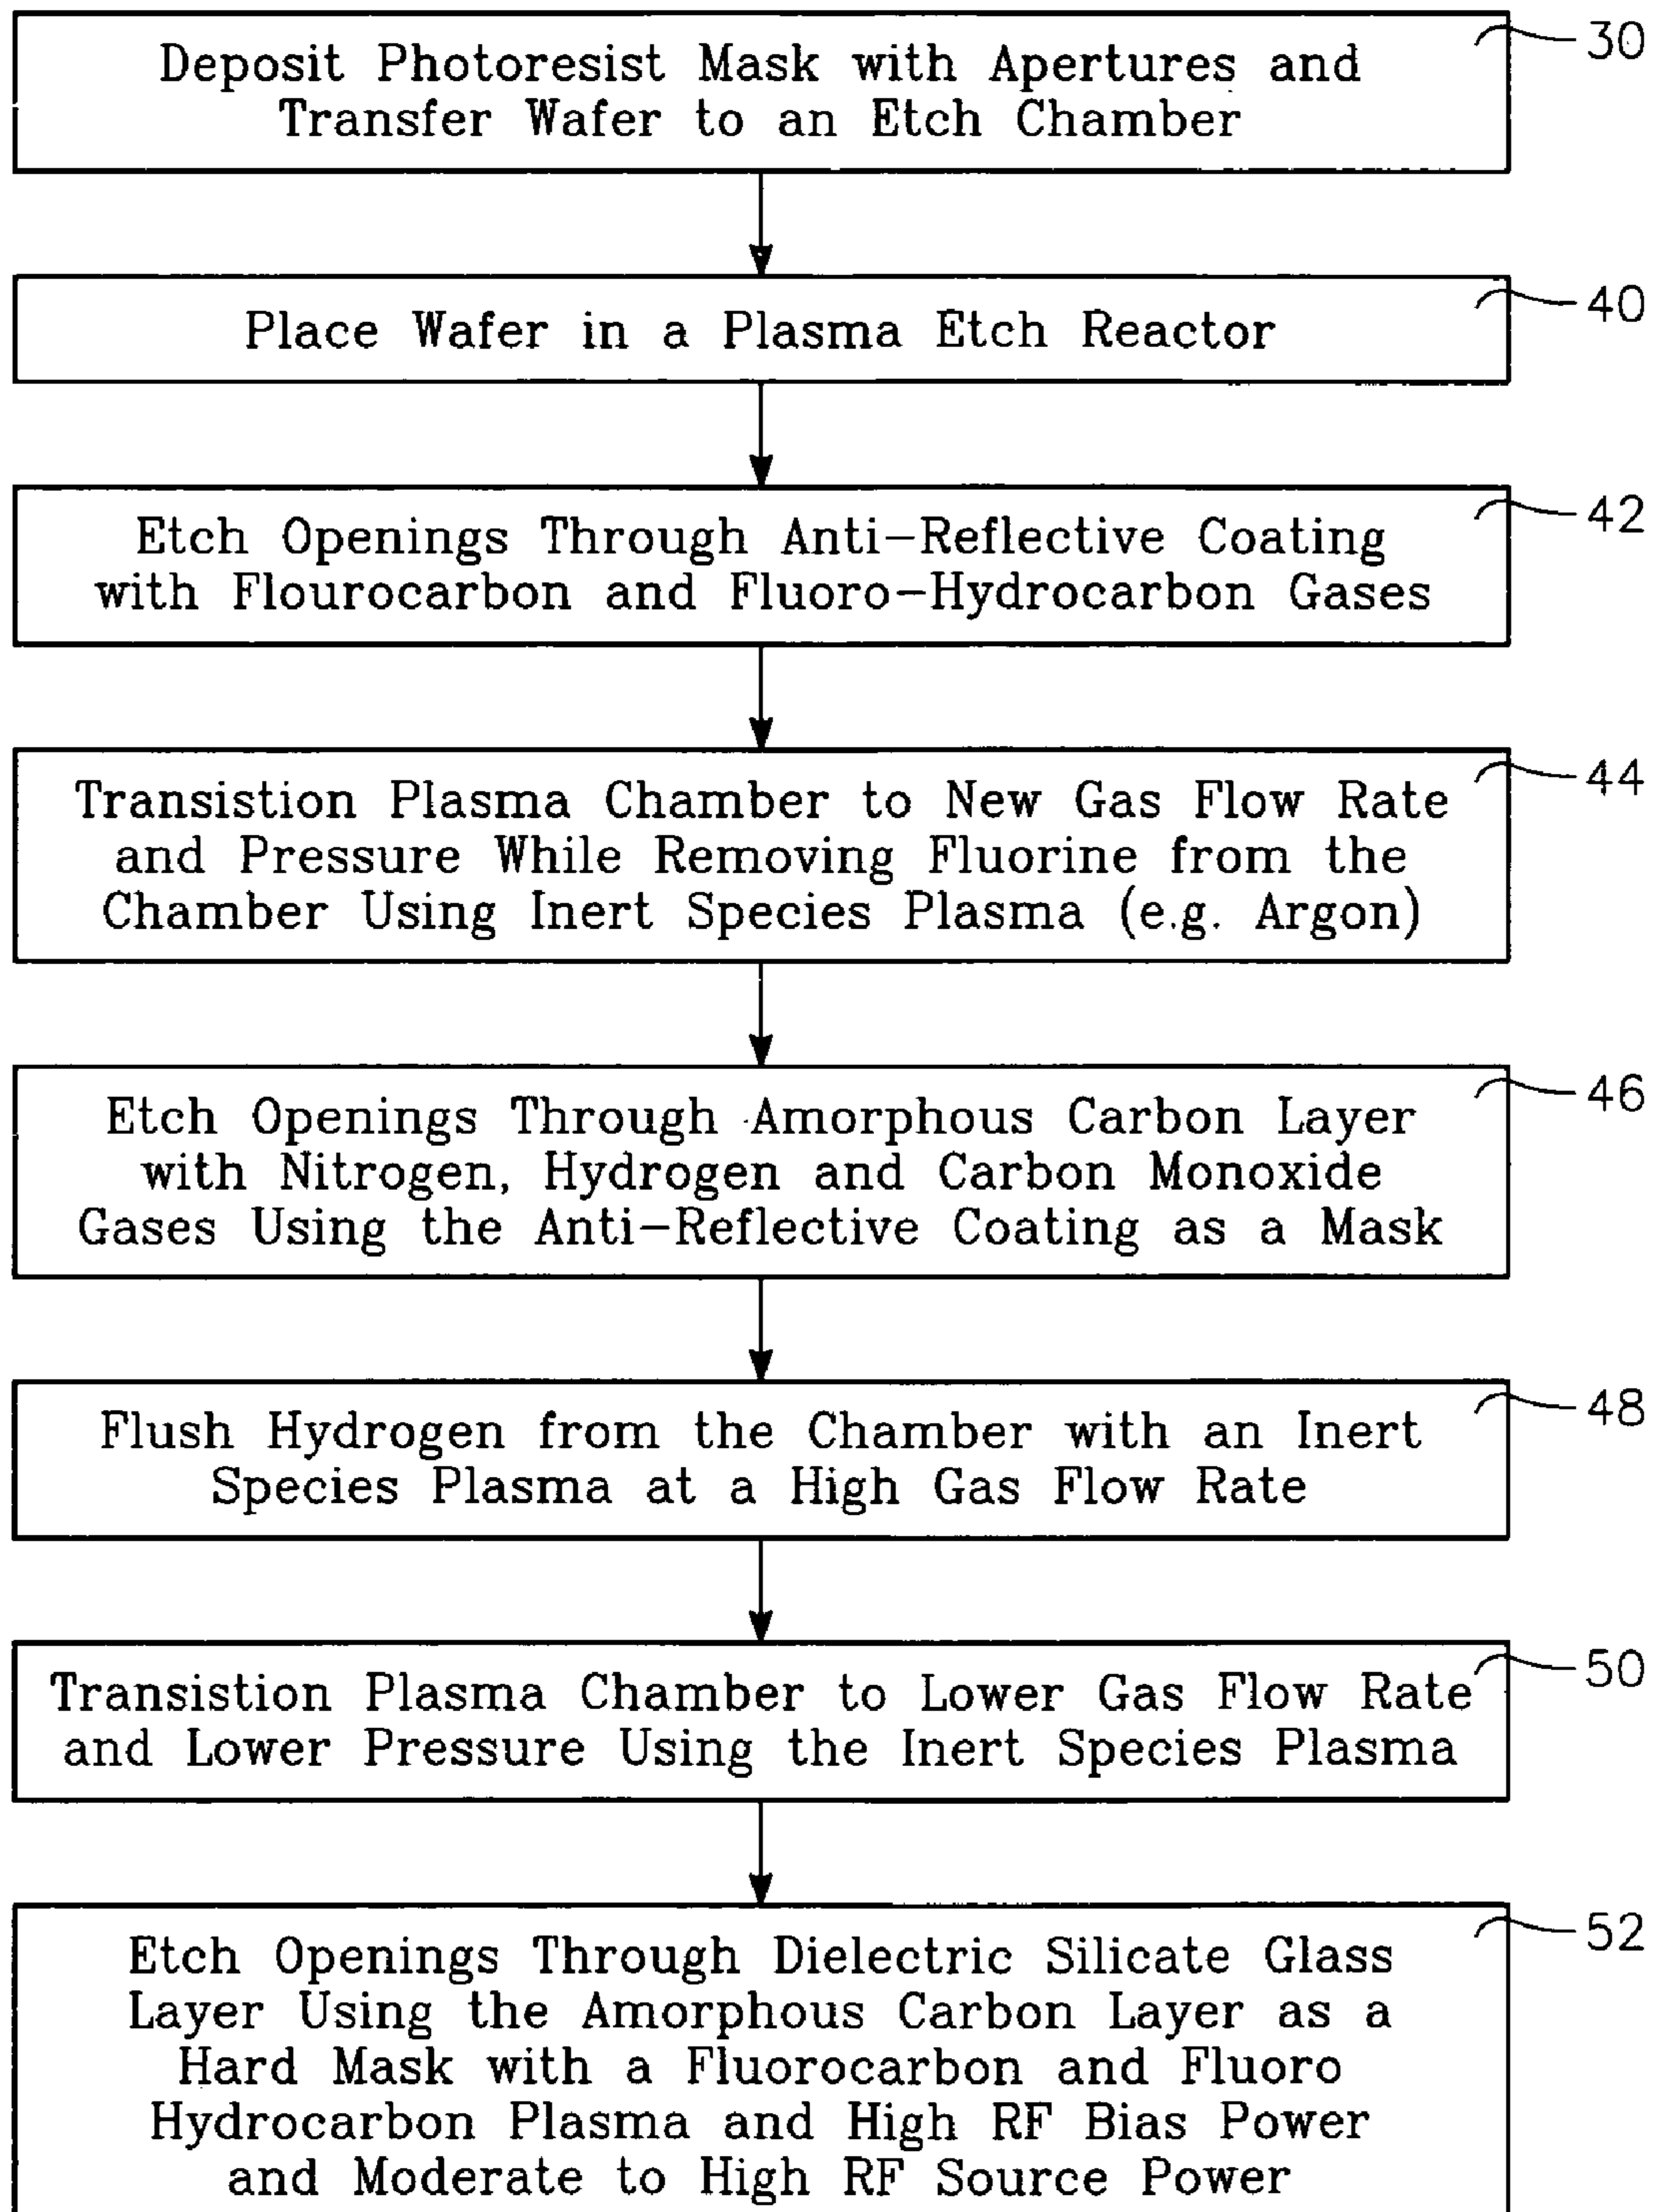 Deposit Photoresist Mask with Apertures and
Transfer Wafer to an Etch Chamber
30
Place Wafer in a Plasma Etch Reactor
40
Etch Openings Through Anti-Reflective Coating
with Flourocarbon and Fluoro-Hydrocarbon Gases
42
Transistion Plasma Chamber to New Gas Flow Rate
and Pressure While Removing Fluorine from the
Chamber Using Inert Species Plasma (e.g. Argon)
44
Etch Openings Through Amorphous Carbon Layer
with Nitrogen, Hydrogen and Carbon Monoxide
Gases Using the Anti-Reflective Coating as a Mask
46
Flush Hydrogen from the Chamber with an Inert
Species Plasma at a High Gas Flow Rate
48
Transistion Plasma Chamber to Lower Gas Flow Rate
and Lower Pressure Using the Inert Species Plasma
50
Etch Openings Through Dielectric Silicate Glass
Layer Using the Amorphous Carbon Layer as a
Hard Mask with a Fluorocarbon and Fluoro
Hydrocarbon Plasma and High RF Bias Power
and Moderate to High RF Source Power
52